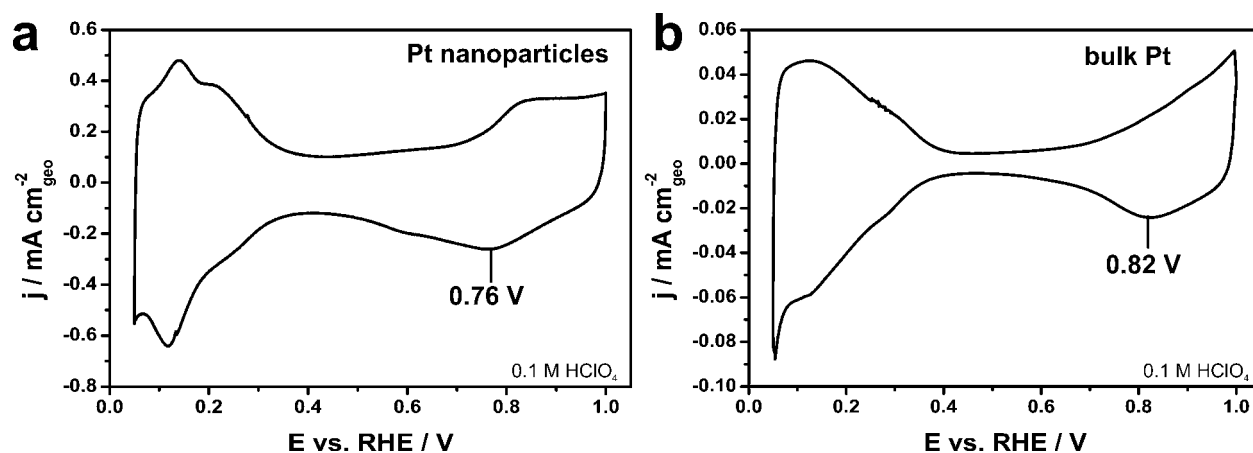 a
Pt nanoparticles
0.6
0.4
0.2
0.0
-0.2
-0.4
-0.6
-0.8
j / mA cm⁻²geo
0.76 V
0.1 M HClO₄
0.0 0.2 0.4 0.6 0.8 1.0
E vs. RHE / V
b
bulk Pt
0.06
0.04
0.02
0.00
-0.02
-0.04
-0.06
-0.08
-0.10
j / mA cm⁻²geo
0.82 V
0.1 M HClO₄
0.0 0.2 0.4 0.6 0.8 1.0
E vs. RHE / V